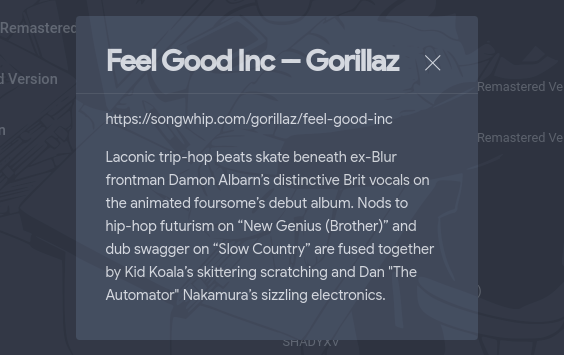 Remastered
Feel Good Inc — Gorillaz
d Version
Remastered Ve
https://songwhip.com/gorillaz/feel-good-inc
n
Remastered Ve
Laconic trip-hop beats skate beneath ex-Blur
frontman Damon Albarn’s distinctive Brit vocals on
the animated foursome’s debut album. Nods to
hip-hop futurism on “New Genius (Brother)” and
dub swagger on “Slow Country” are fused together
by Kid Koala’s skittering scratching and Dan "The
Automator" Nakamura’s sizzling electronics.
)
SHADYXV